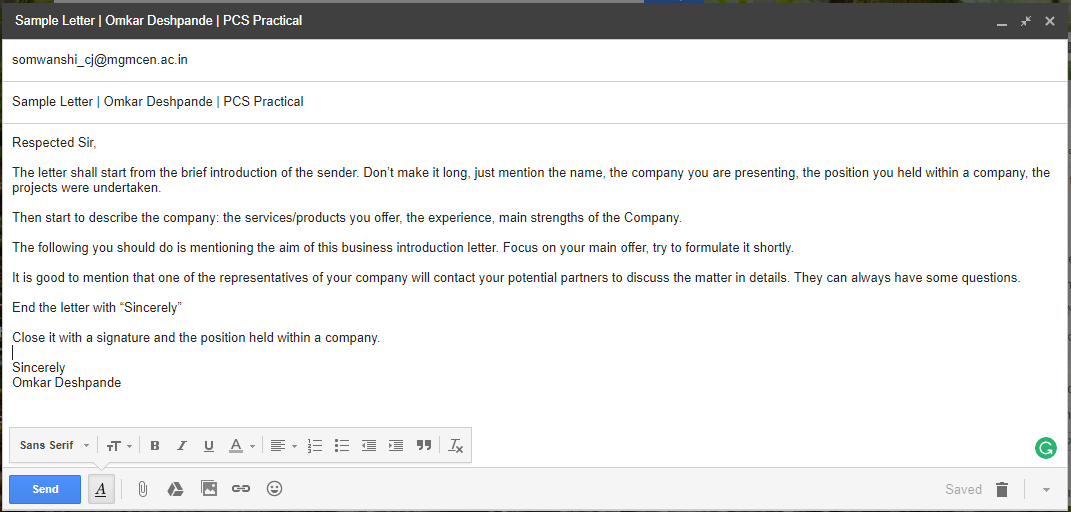 Sample Letter | Omkar Deshpande | PCS Practical
somwanshi_cj@mgmcen.ac.in
Sample Letter | Omkar Deshpande | PCS Practical
Respected Sir,
The letter shall start from the brief introduction of the sender. Don’t make it long, just mention the name, the company you are presenting, the position you held within a company, the
projects were undertaken.
Then start to describe the company: the services/products you offer, the experience, main strengths of the Company.
The following you should do is mentioning the aim of this business introduction letter. Focus on your main offer, try to formulate it shortly.
It is good to mention that one of the representatives of your company will contact your potential partners to discuss the matter in details. They can always have some questions.
End the letter with “Sincerely”
Close it with a signature and the position held within a company.
Sincerely
Omkar Deshpande
Sans Serif TT B I U A Tx
Send A Saved